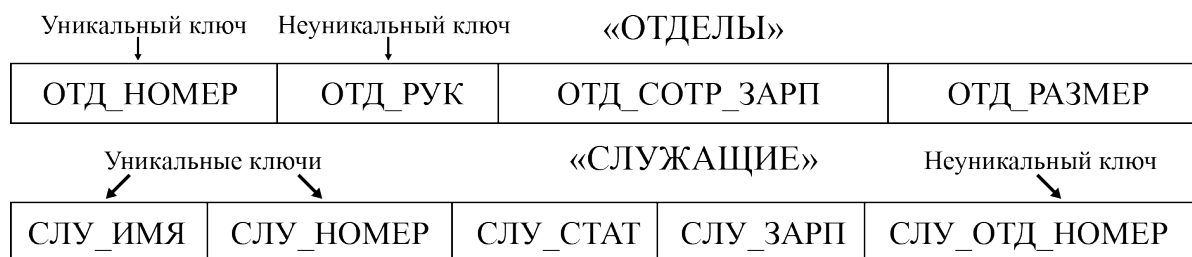 Уникальный ключ Неуникальный ключ «ОТДЕЛЫ»
ОТД_НОМЕР ОТД_РУК ОТД_СОТР_ЗАРП ОТД_РАЗМЕР
Уникальные ключи «СЛУЖАЩИЕ» Неуникальный ключ
СЛУ_ИМЯ СЛУ_НОМЕР СЛУ_СТАТ СЛУ_ЗАРП СЛУ_ОТД_НОМЕР